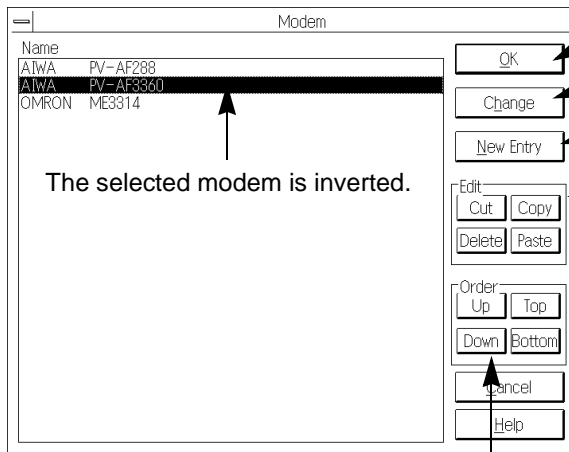 Modem
Name
AIWA PV-AF288
AIWA PV-AF3360
OMRON ME3314
The selected modem is inverted.
OK
Change
New Entry
Edit
Cut Copy
Delete Paste
Order
Up Top
Down Bottom
Cancel
Help